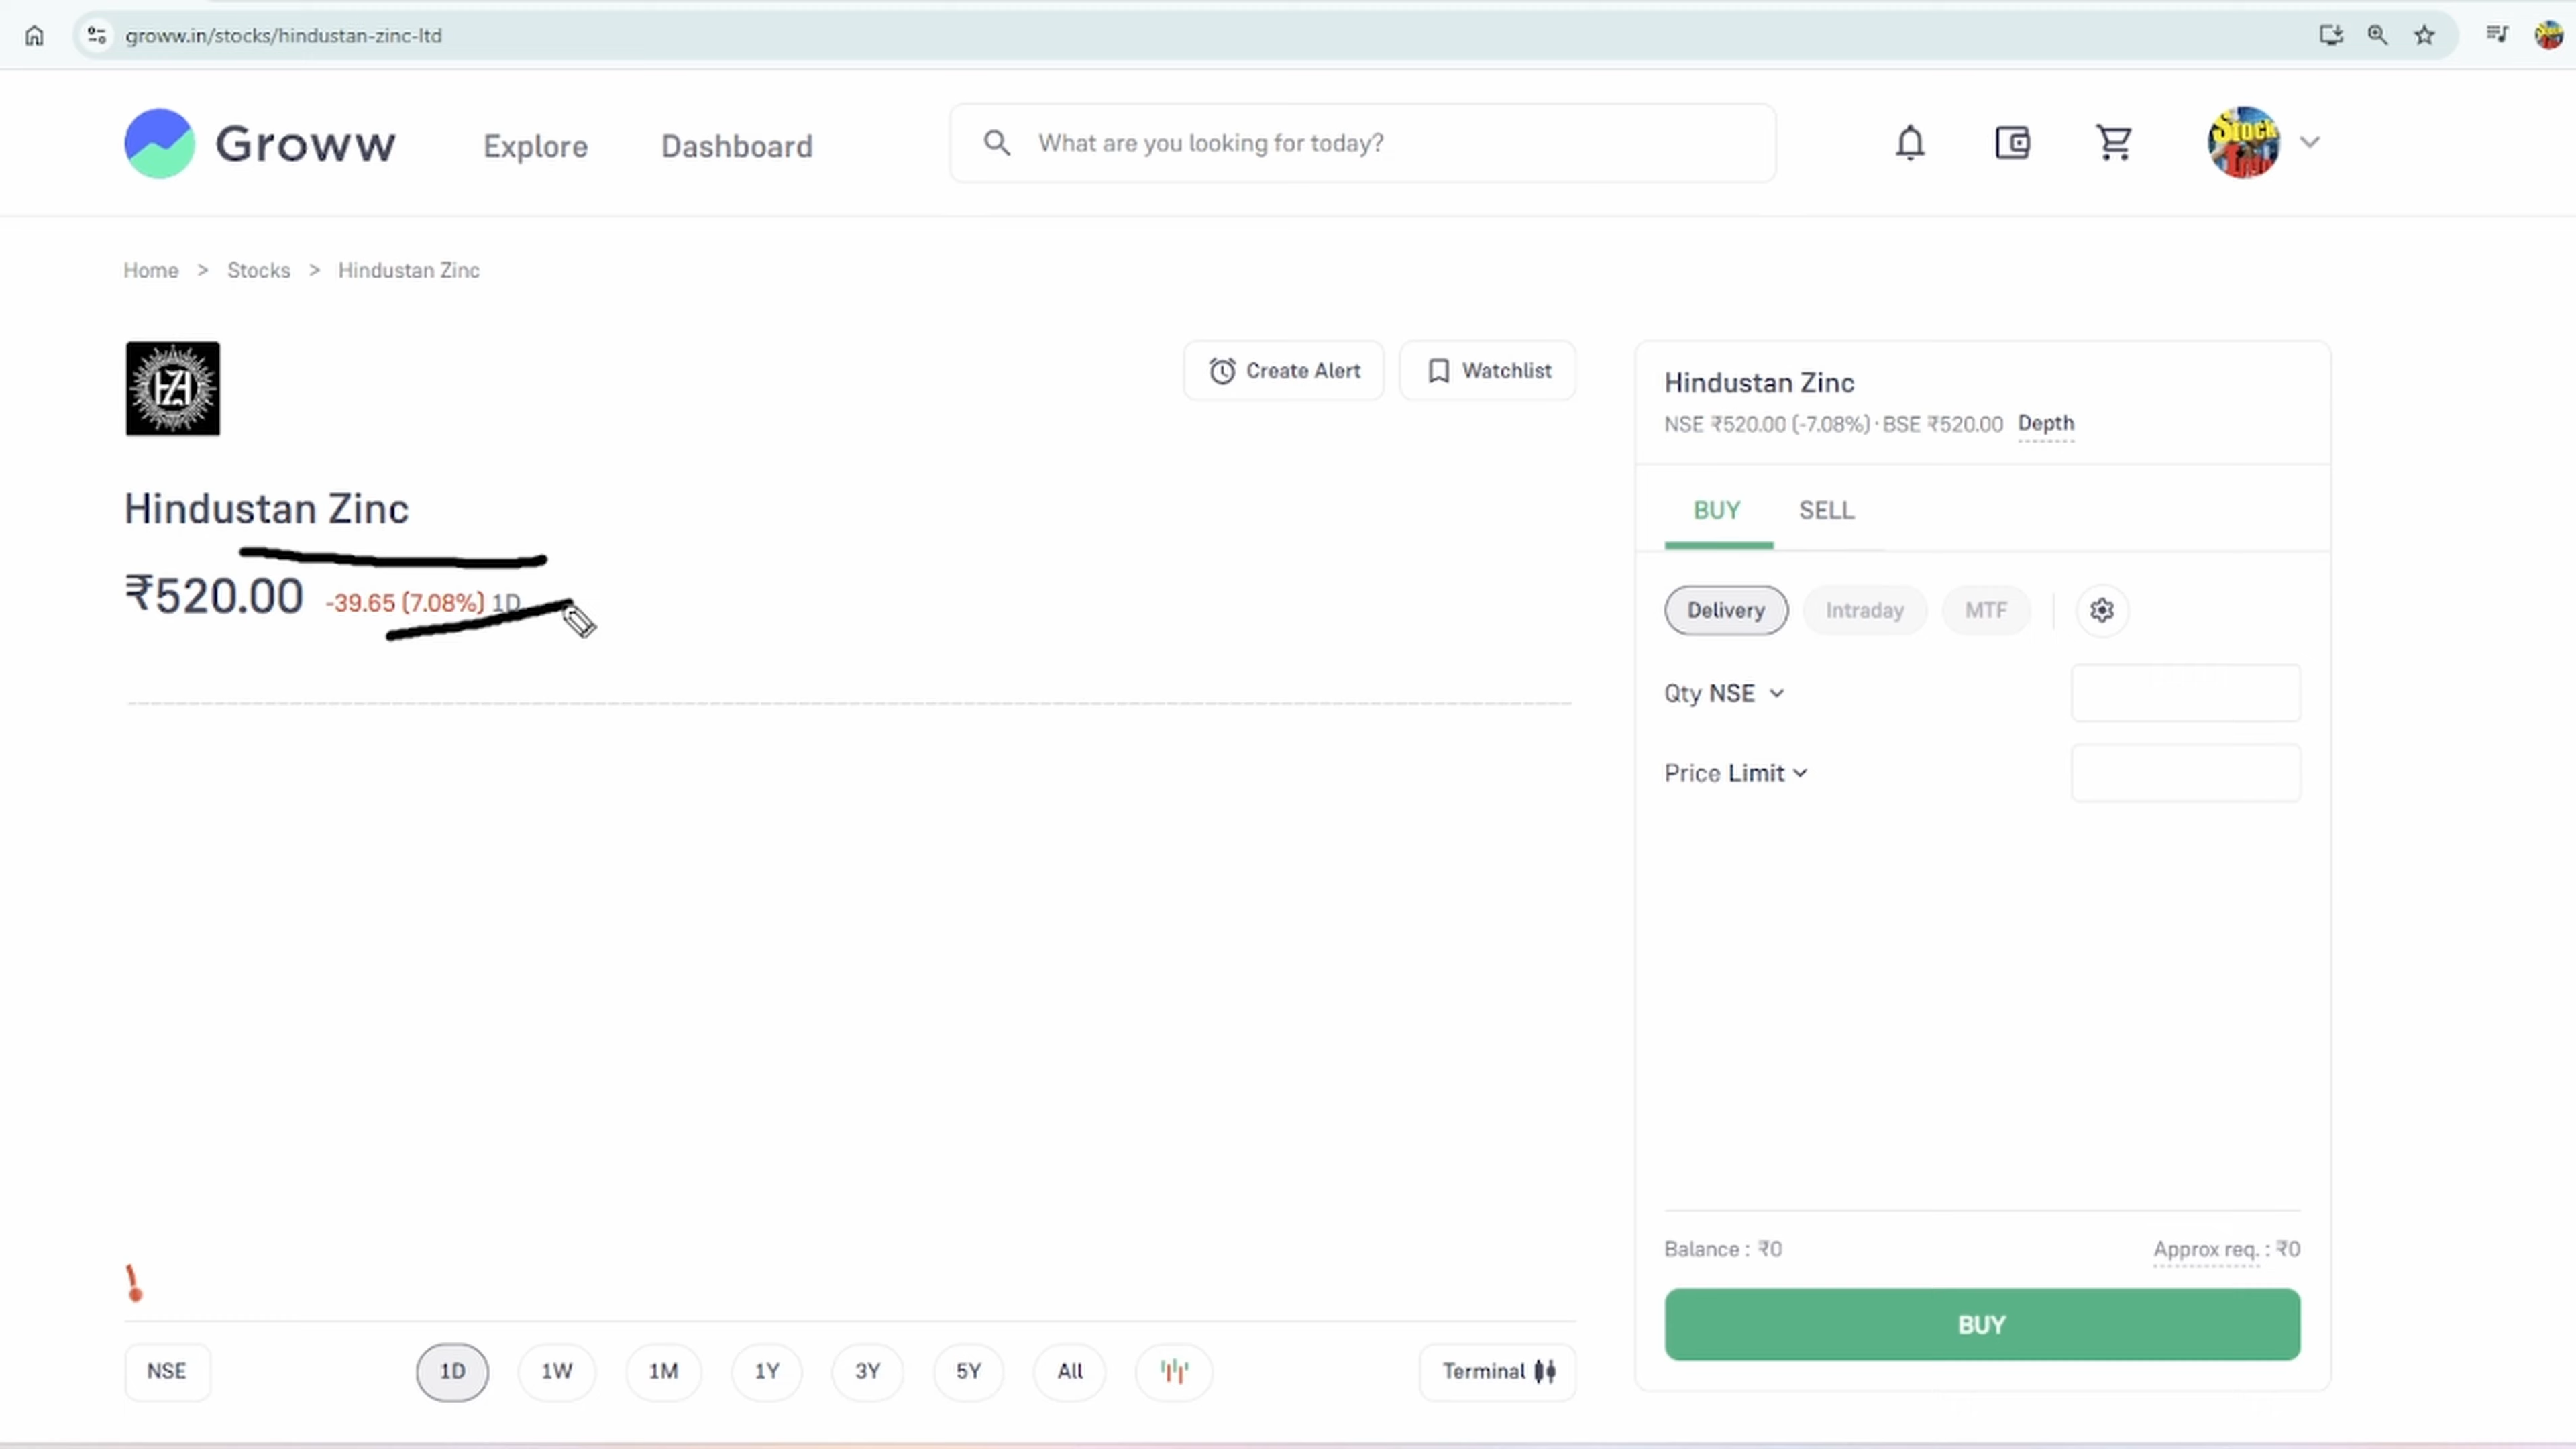 groww.in/stocks/hindustan-zinc-ltd
Groww
Explore
Dashboard
What are you looking for today?
Stock
Home > Stocks > Hindustan Zinc
Create Alert
Watchlist
Hindustan Zinc
₹520.00 -39.65 (7.08%) 1D
Hindustan Zinc
NSE ₹520.00 (-7.08%) · BSE ₹520.00 Depth
BUY SELL
Delivery Intraday MTF
Qty NSE
Price Limit
Balance : ₹0 Approx req. : ₹0
BUY
NSE 1D 1W 1M 1Y 3Y 5Y All Terminal